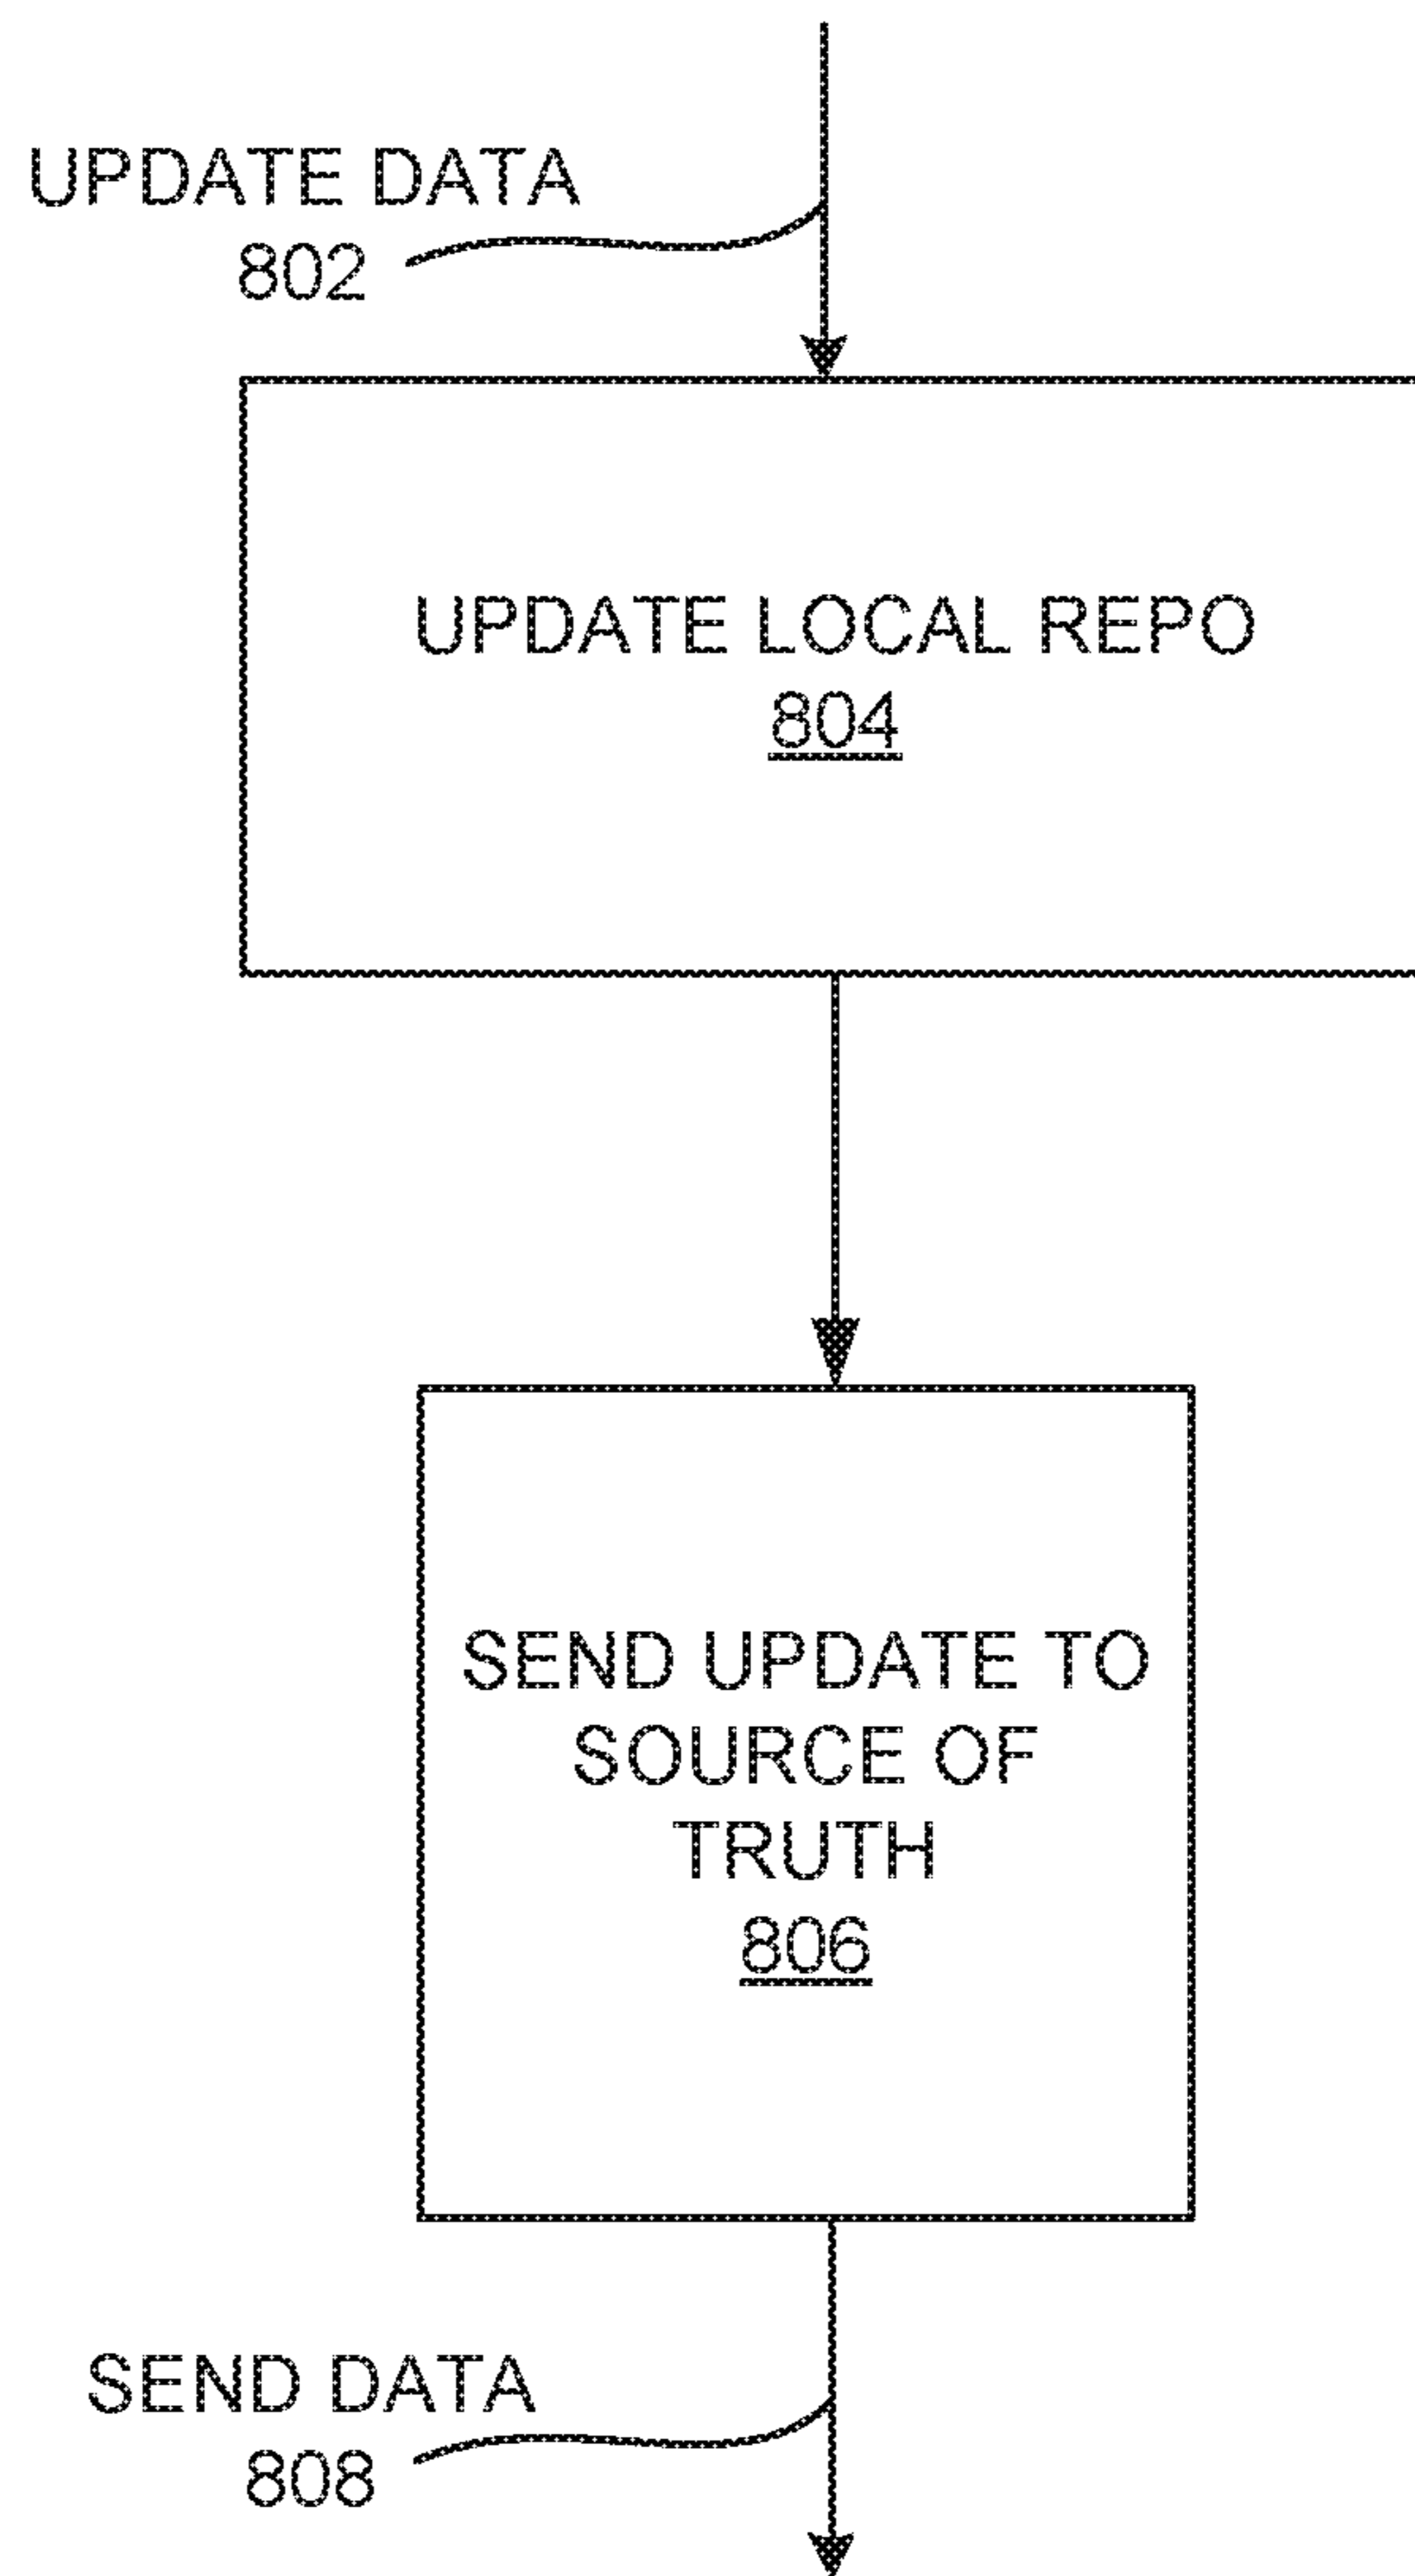 UPDATE DATA
802
UPDATE LOCAL REPO
804
SEND UPDATE TO
SOURCE OF
TRUTH
806
SEND DATA
808